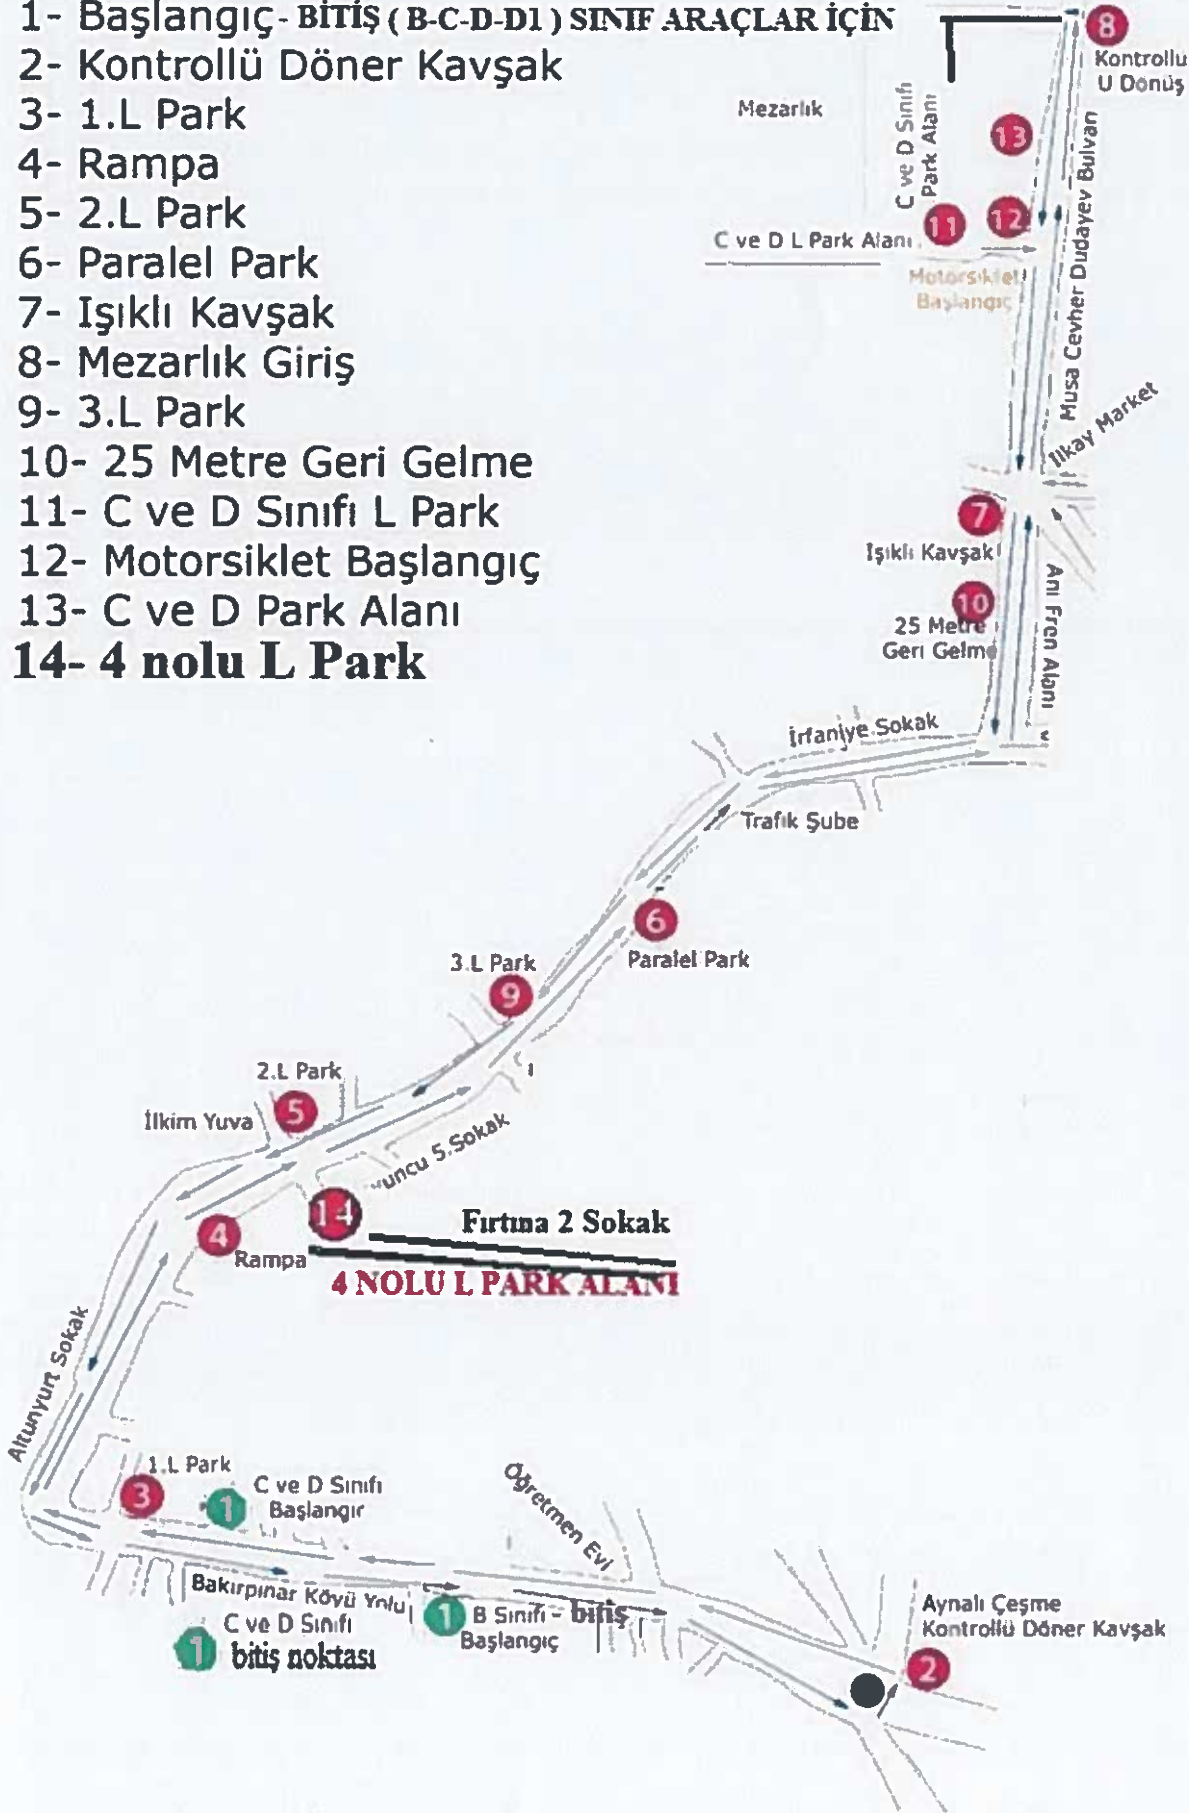 1- Başlangıç - BİTİŞ ( B-C-D-D1 ) SINIF ARAÇLAR İÇİN
2- Kontrollü Döner Kavşak
3- 1.L Park
4- Rampa
5- 2.L Park
6- Paralel Park
7- Işıklı Kavşak
8- Mezarlık Giriş
9- 3.L Park
10- 25 Metre Geri Gelme
11- C ve D Sınıfı L Park
12- Motorsiklet Başlangıç
13- C ve D Park Alanı
14- 4 nolu L Park
8
Kontrollu
U Dönüş
Mezarlık
C ve D Sınıfı
Park Alanı
13
12
11
C ve D L Park Alanı
Motorsiklet
Başlangıç
Musa Cevher Dudayev Bulvarı
İlkay Market
7
Işıklı Kavşak
10
25 Metre
Geri Gelme
Ani Fren Alanı
İrfaniye Sokak
Trafik Şube
6
Paralel Park
3.L Park
9
2.L Park
5
İlkim Yuva
uncu 5.Sokak
14
Fırtına 2 Sokak
4
Rampa
4 NOLU L PARK ALANI
Altunyurt Sokak
1.L Park
3
1
C ve D Sınıfı
Başlangıç
Öğretmen Evi
Bakırpınar Köyü Yolu
1
C ve D Sınıfı
bitiş noktası
1
B Sınıfı - bitiş
Başlangıç
Aynalı Çeşme
Kontrollü Döner Kavşak
2